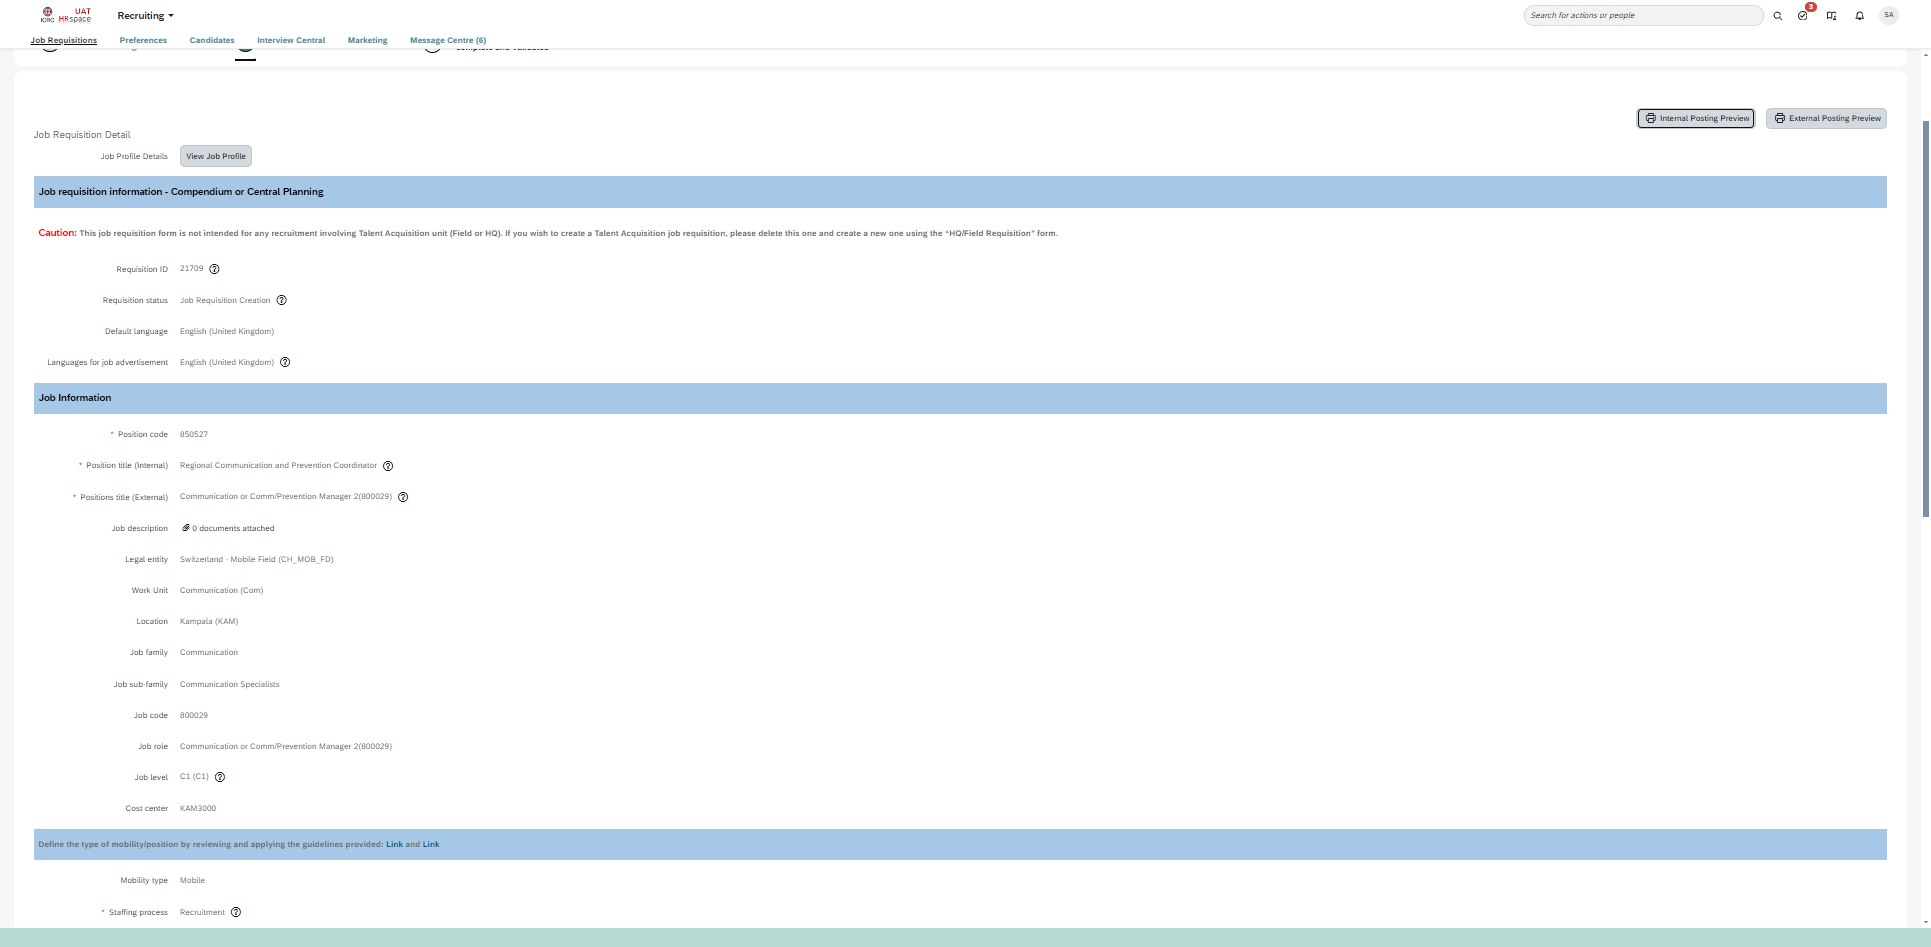 ICRC UAT HRspace Recruiting Search for actions or people 3 SA
Job Requisitions Preferences Candidates Interview Central Marketing Message Centre (6)
Internal Posting Preview External Posting Preview
Job Requisition Detail
Job Profile Details View Job Profile
Job requisition information - Compendium or Central Planning
Caution: This job requisition form is not intended for any recruitment involving Talent Acquisition unit (Field or HQ). If you wish to create a Talent Acquisition job requisition, please delete this one and create a new one using the "HQ/Field Requisition" form.
Requisition ID 21709
Requisition status Job Requisition Creation
Default language English (United Kingdom)
Languages for job advertisement English (United Kingdom)
Job Information
* Position code 850527
* Position title (Internal) Regional Communication and Prevention Coordinator
* Positions title (External) Communication or Comm/Prevention Manager 2(800029)
Job description 0 documents attached
Legal entity Switzerland - Mobile Field (CH_MOB_FD)
Work Unit Communication (Com)
Location Kampala (KAM)
Job family Communication
Job sub-family Communication Specialists
Job code 800029
Job role Communication or Comm/Prevention Manager 2(800029)
Job level C1 (C1)
Cost center KAM3000
Define the type of mobility/position by reviewing and applying the guidelines provided: Link and Link
Mobility type Mobile
* Staffing process Recruitment